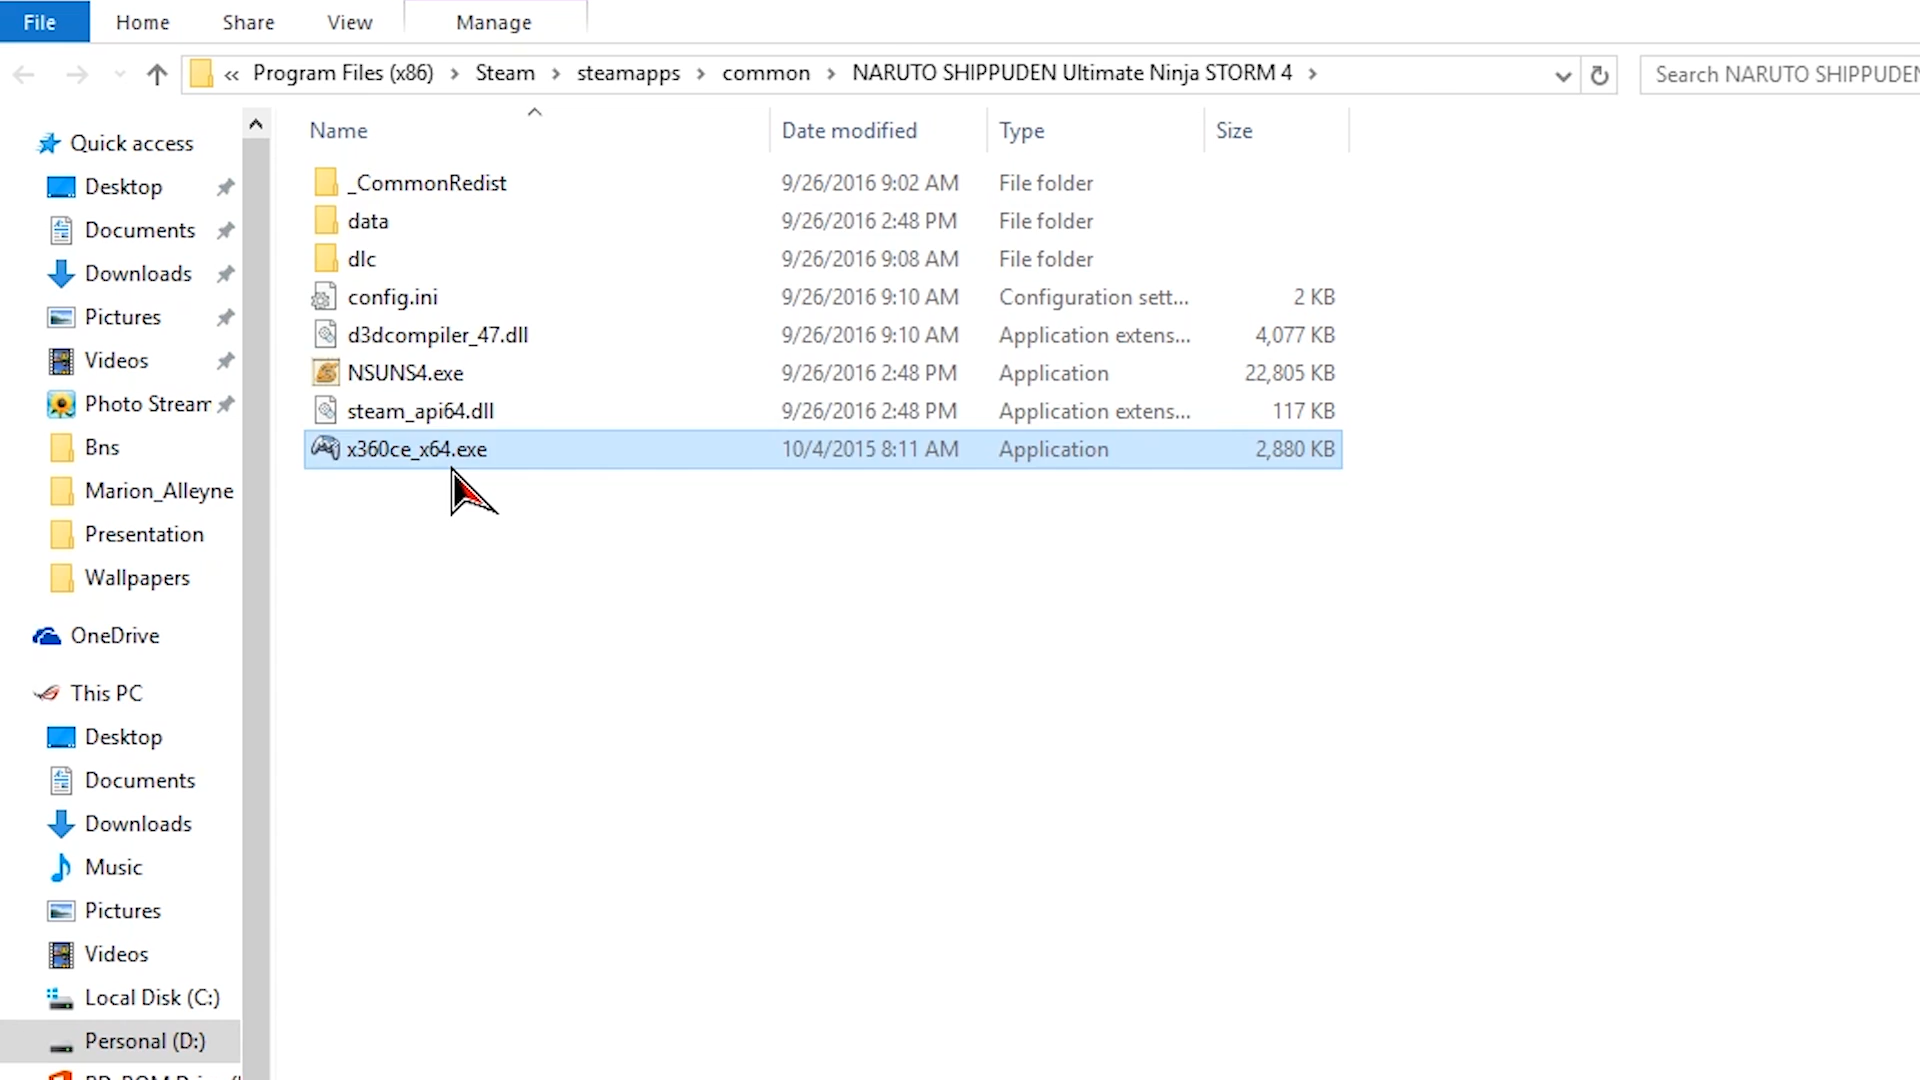 File Home Share View Manage
« Program Files (x86) › Steam › steamapps › common › NARUTO SHIPPUDEN Ultimate Ninja STORM 4 ›
Search NARUTO SHIPPUDEN
Name Date modified Type Size
_CommonRedist 9/26/2016 9:02 AM File folder
data 9/26/2016 2:48 PM File folder
dlc 9/26/2016 9:08 AM File folder
config.ini 9/26/2016 9:10 AM Configuration sett... 2 KB
d3dcompiler_47.dll 9/26/2016 9:10 AM Application extens... 4,077 KB
NSUNS4.exe 9/26/2016 2:48 PM Application 22,805 KB
steam_api64.dll 9/26/2016 2:48 PM Application extens... 117 KB
x360ce_x64.exe 10/4/2015 8:11 AM Application 2,880 KB
Quick access
Desktop
Documents
Downloads
Pictures
Videos
Photo Stream
Bns
Marion_Alleyne
Presentation
Wallpapers
OneDrive
This PC
Desktop
Documents
Downloads
Music
Pictures
Videos
Local Disk (C:)
Personal (D:)